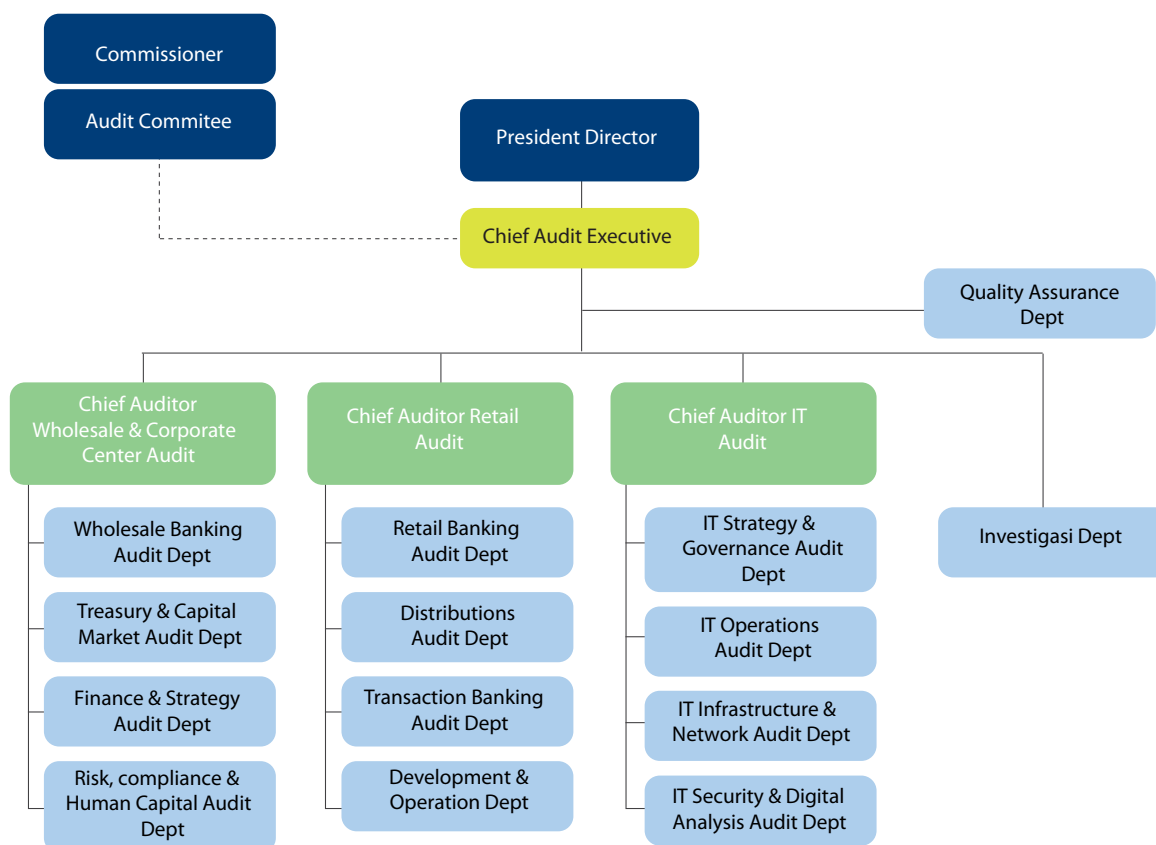 Commissioner
Audit Commitee
President Director
Chief Audit Executive
Quality Assurance
Dept
Chief Auditor
Wholesale & Corporate
Center Audit
Chief Auditor Retail
Audit
Chief Auditor IT
Audit
Wholesale Banking
Audit Dept
Treasury & Capital
Market Audit Dept
Finance & Strategy
Audit Dept
Risk, compliance &
Human Capital Audit
Dept
Retail Banking
Audit Dept
Distributions
Audit Dept
Transaction Banking
Audit Dept
Development &
Operation Dept
IT Strategy &
Governance Audit
Dept
IT Operations
Audit Dept
IT Infrastructure &
Network Audit Dept
IT Security & Digital
Analysis Audit Dept
Investigasi Dept